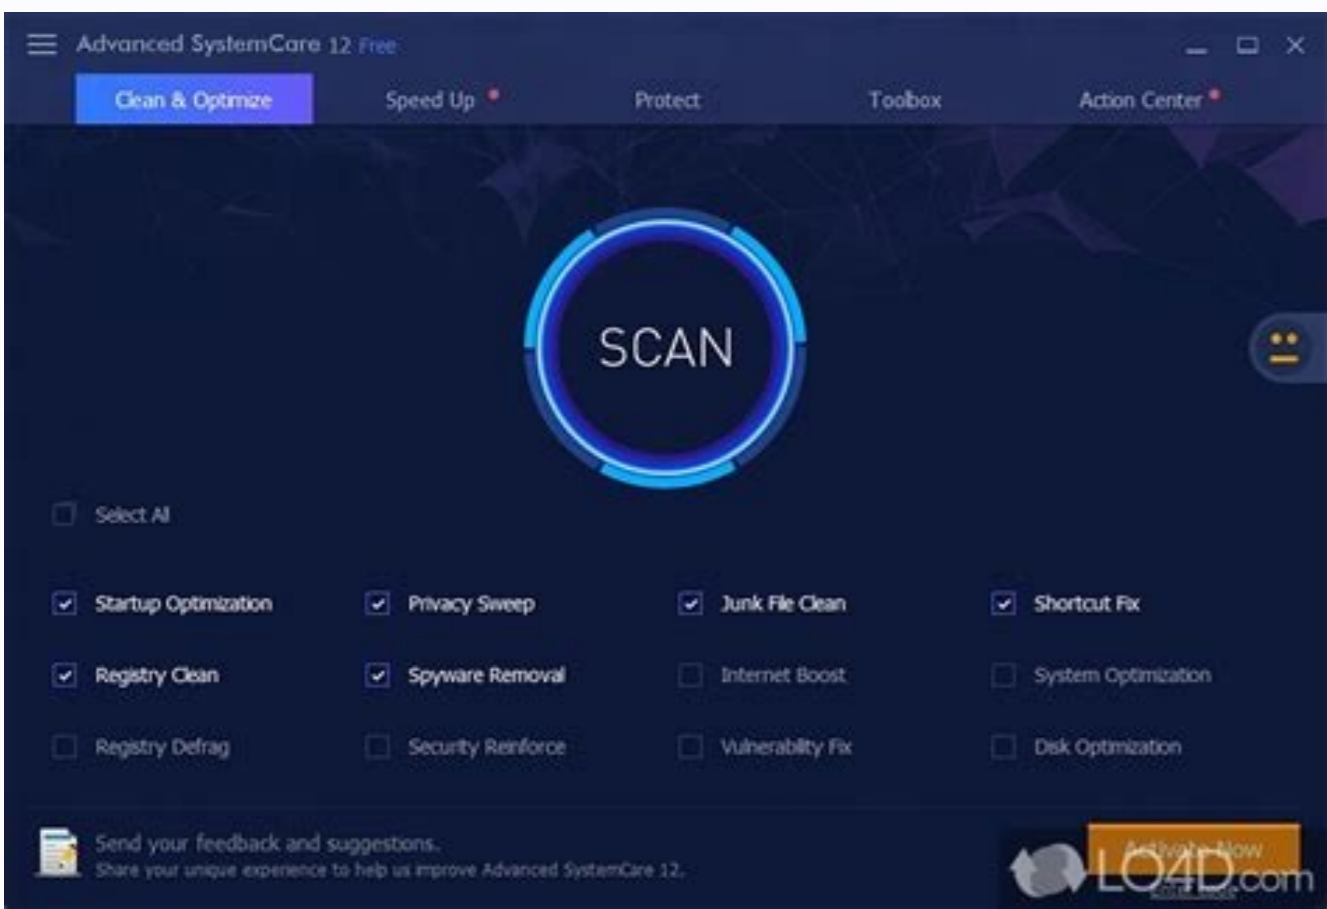 Advanced SystemCare 12 Free
Clean & Optimize Speed Up Protect Toolbox Action Center
SCAN
Select All
Startup Optimization Privacy Sweep Junk File Clean Shortcut Fix
Registry Clean Spyware Removal Internet Boost System Optimization
Registry Defrag Security Reinforce Vulnerability Fix Disk Optimization
Send your feedback and suggestions.
Share your unique experience to help us improve Advanced SystemCare 12.
Activate Now
LO4D.com